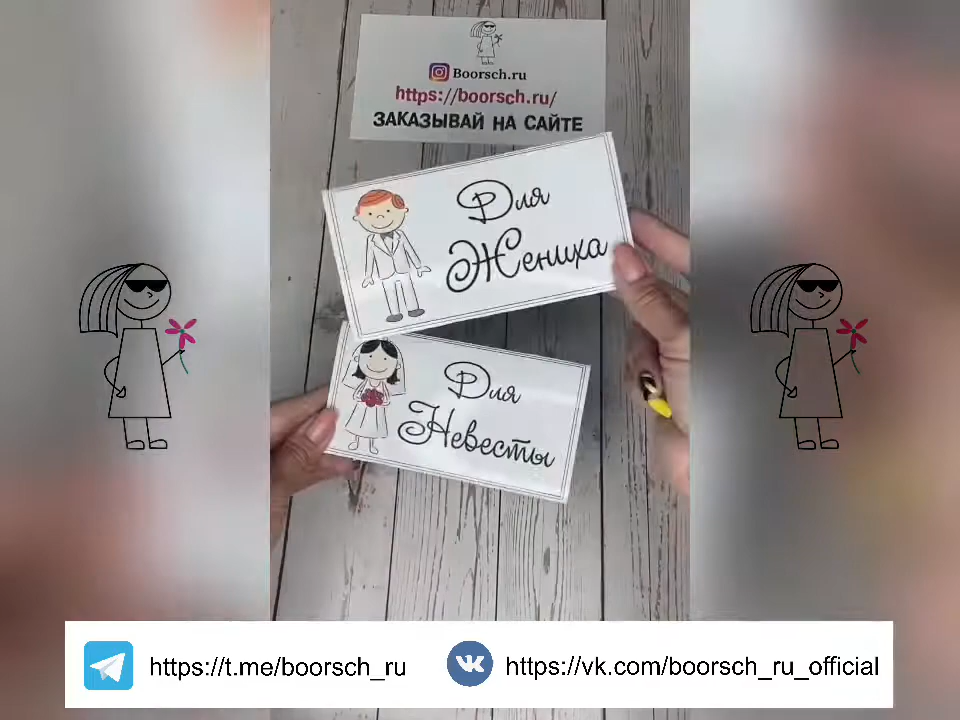 Boorsch.ru
https://boorsch.ru/
ЗАКАЗЫВАЙ НА САЙТЕ
Для
Жениха
Для
Невесты
https://t.me/boorsch_ru
https://vk.com/boorsch_ru_official